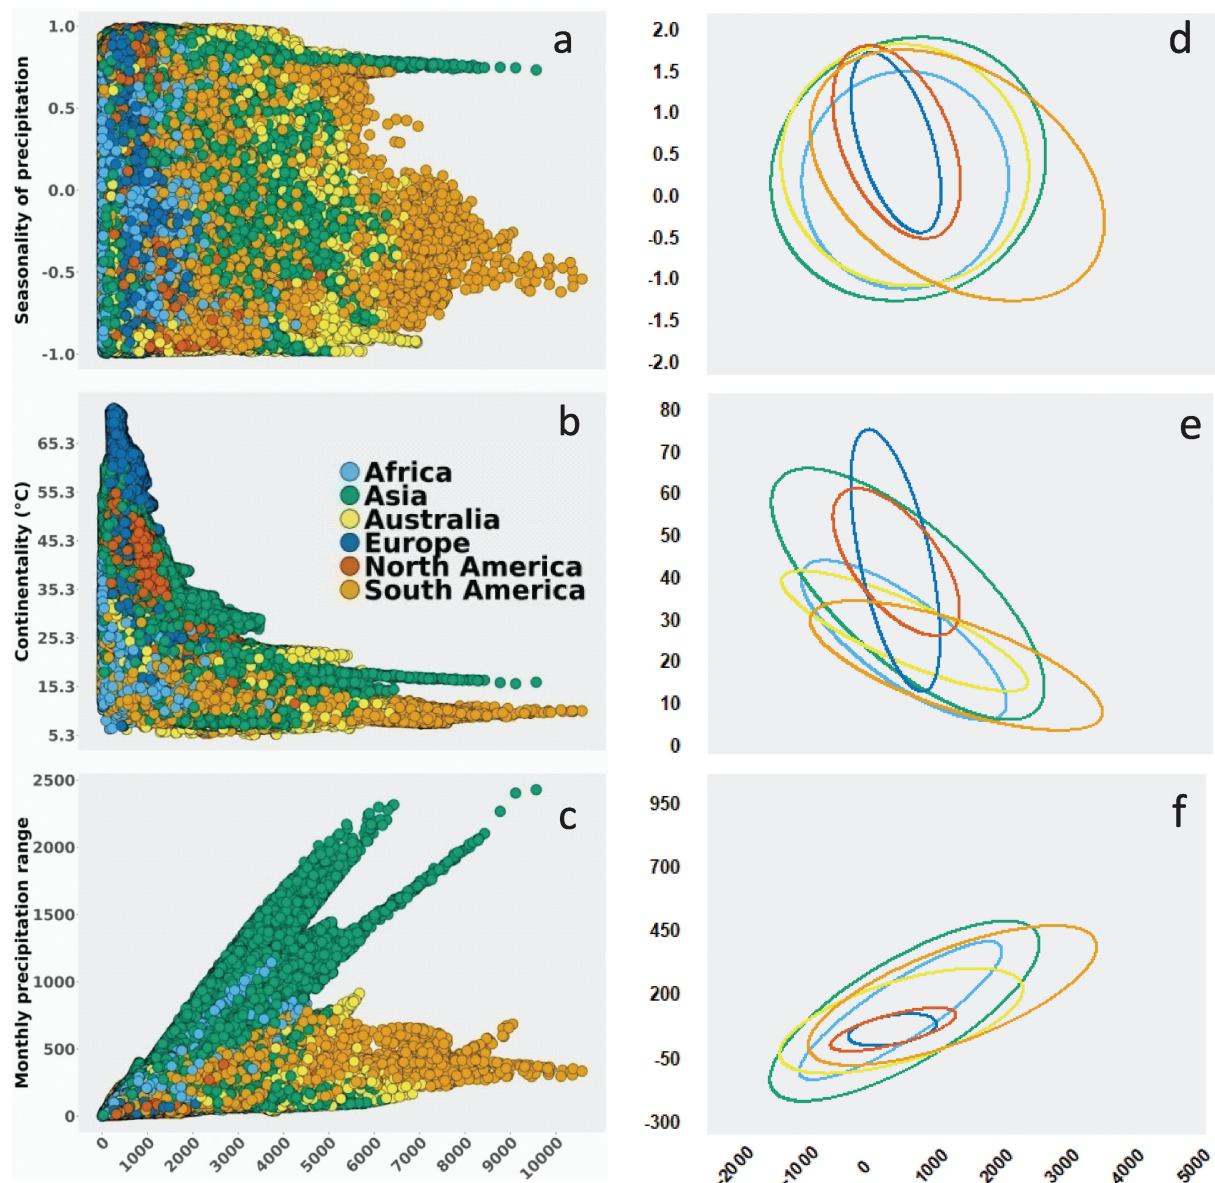 Seasonality of precipitation
1.0
0.5
0.0
-0.5
-1.0
a
2.0
1.5
1.0
0.5
0.0
-0.5
-1.0
-1.5
-2.0
d
Continentality (°C)
65.3
55.3
45.3
35.3
25.3
15.3
5.3
b
Africa
Asia
Australia
Europe
North America
South America
80
70
60
50
40
30
20
10
0
e
Monthly precipitation range
2500
2000
1500
1000
500
0
c
0 1000 2000 3000 4000 5000 6000 7000 8000 9000 10000
950
700
450
200
-50
-300
f
-2000 -1000 0 1000 2000 3000 4000 5000